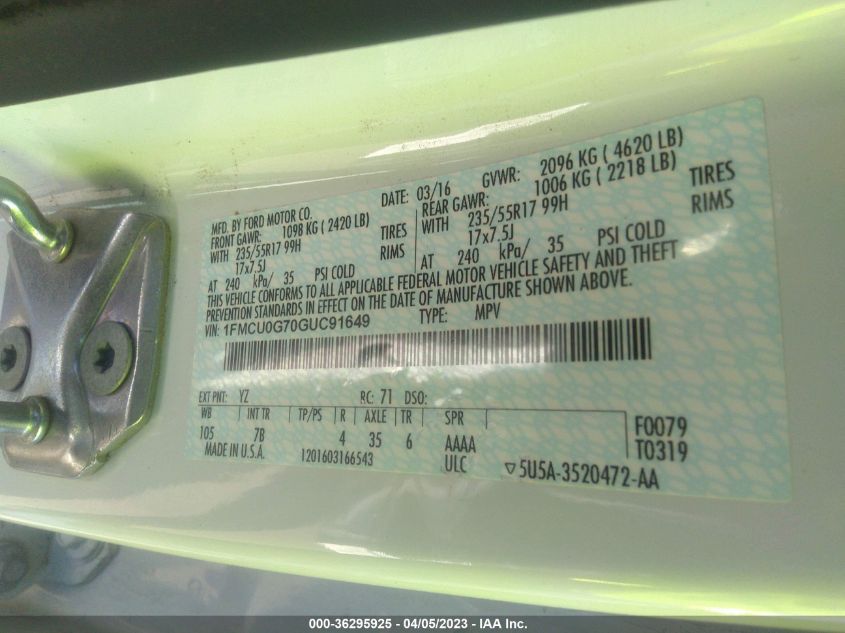 MFD. BY FORD MOTOR CO.
DATE: 03/16 GVWR: 2096 KG ( 4620 LB)
FRONT GAWR: 1098 KG ( 2420 LB) REAR GAWR: 1006 KG ( 2218 LB)
WITH 235/55R17 99H TIRES WITH 235/55R17 99H TIRES
17x7.5J RIMS 17x7.5J RIMS
AT 240 kPa/ 35 PSI COLD AT 240 kPa/ 35 PSI COLD
THIS VEHICLE CONFORMS TO ALL APPLICABLE FEDERAL MOTOR VEHICLE SAFETY AND THEFT
PREVENTION STANDARDS IN EFFECT ON THE DATE OF MANUFACTURE SHOWN ABOVE.
VIN: 1FMCU0G70GUC91649 TYPE: MPV
EXT PNT: YZ RC: 71 DSO:
WB INT TR TP/PS R AXLE TR SPR
105 7B 4 35 6 AAAA F0079
MADE IN U.S.A. 1201603166543 ULC T0319
▽5U5A-3520472-AA
000-36295925 - 04/05/2023 - IAA Inc.